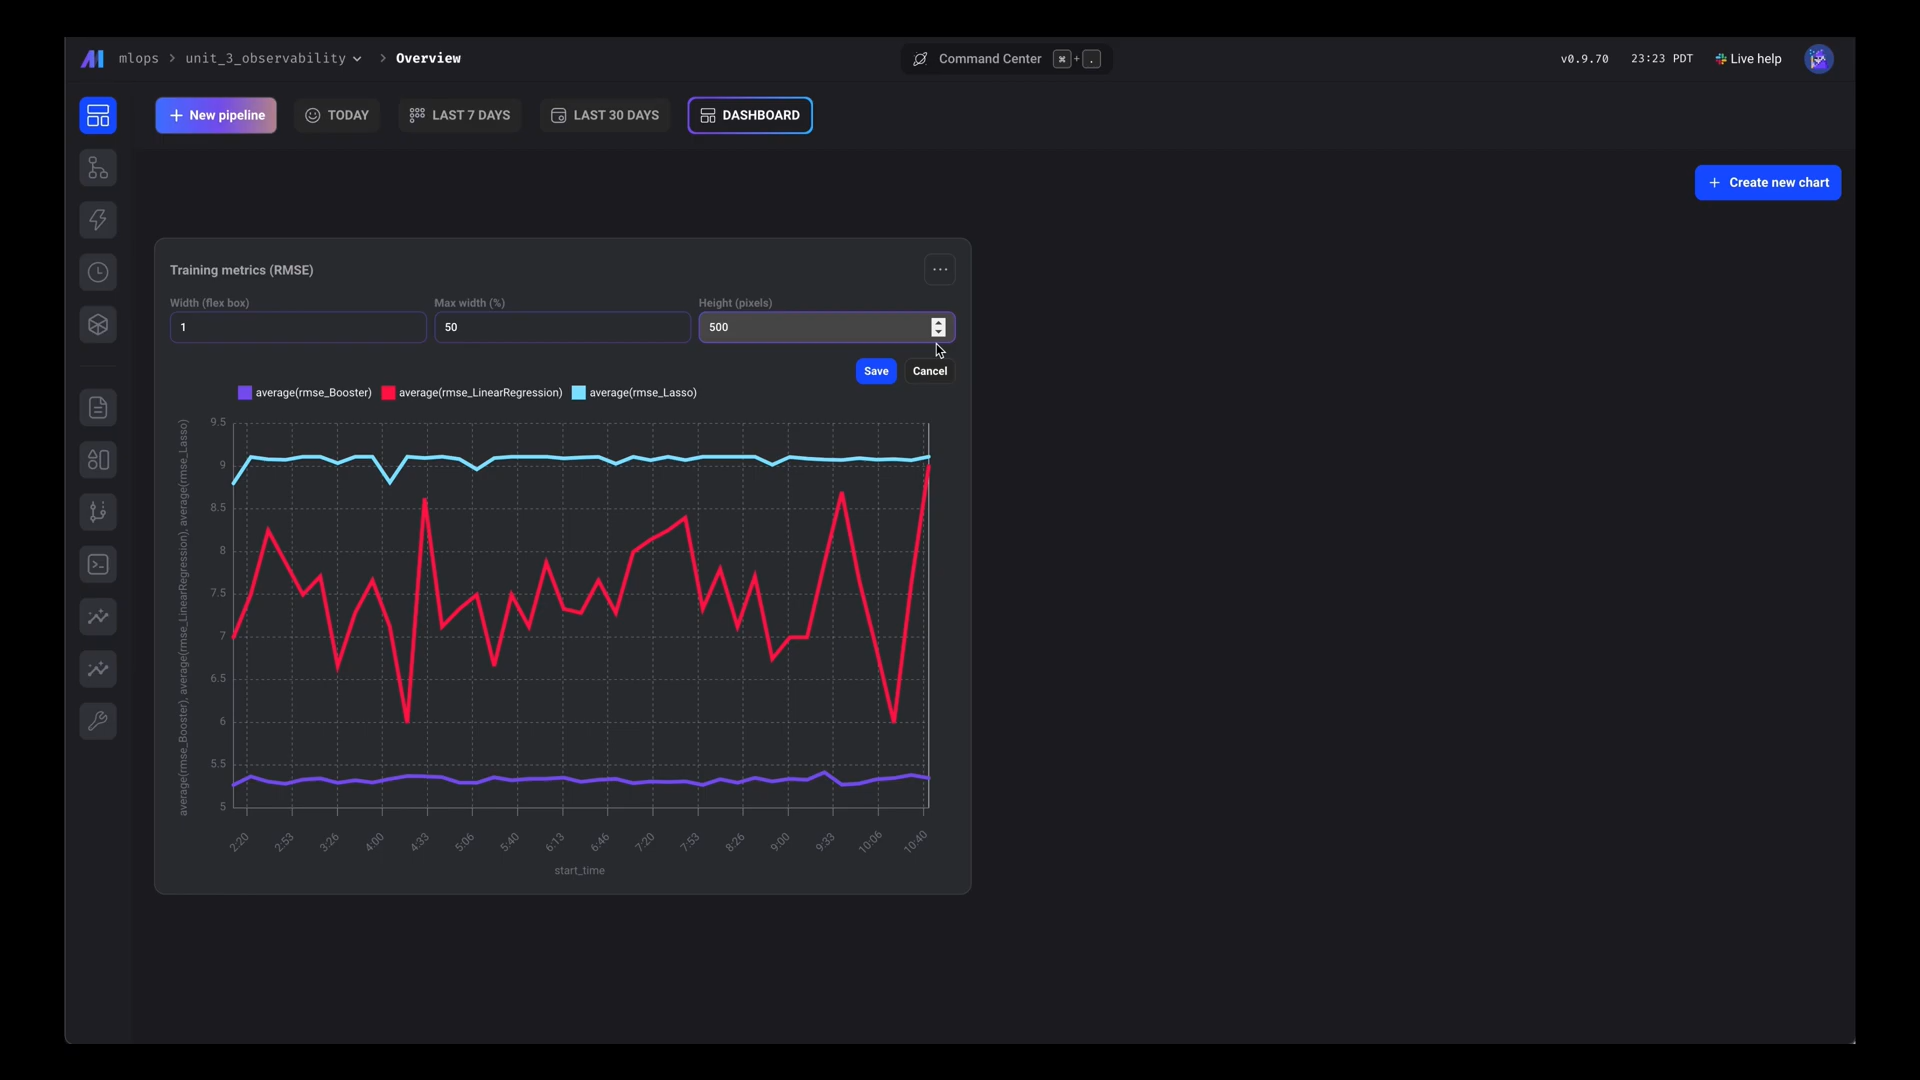 mlops > unit_3_observability > Overview
Command Center ⌘ + .
v0.9.70 23:23 PDT Live help
+ New pipeline TODAY LAST 7 DAYS LAST 30 DAYS DASHBOARD
+ Create new chart
Training metrics (RMSE)
...
Width (flex box) Max width (%) Height (pixels)
1 50 500
Save Cancel
average(rmse_Booster) average(rmse_LinearRegression) average(rmse_Lasso)
average(rmse_Booster), average(rmse_LinearRegression), average(rmse_Lasso)
9.5
9
8.5
8
7.5
7
6.5
6
5.5
5
2:20 2:53 3:26 4:00 4:33 5:06 5:40 6:13 6:46 7:20 7:53 8:26 9:00 9:33 10:06 10:40
start_time